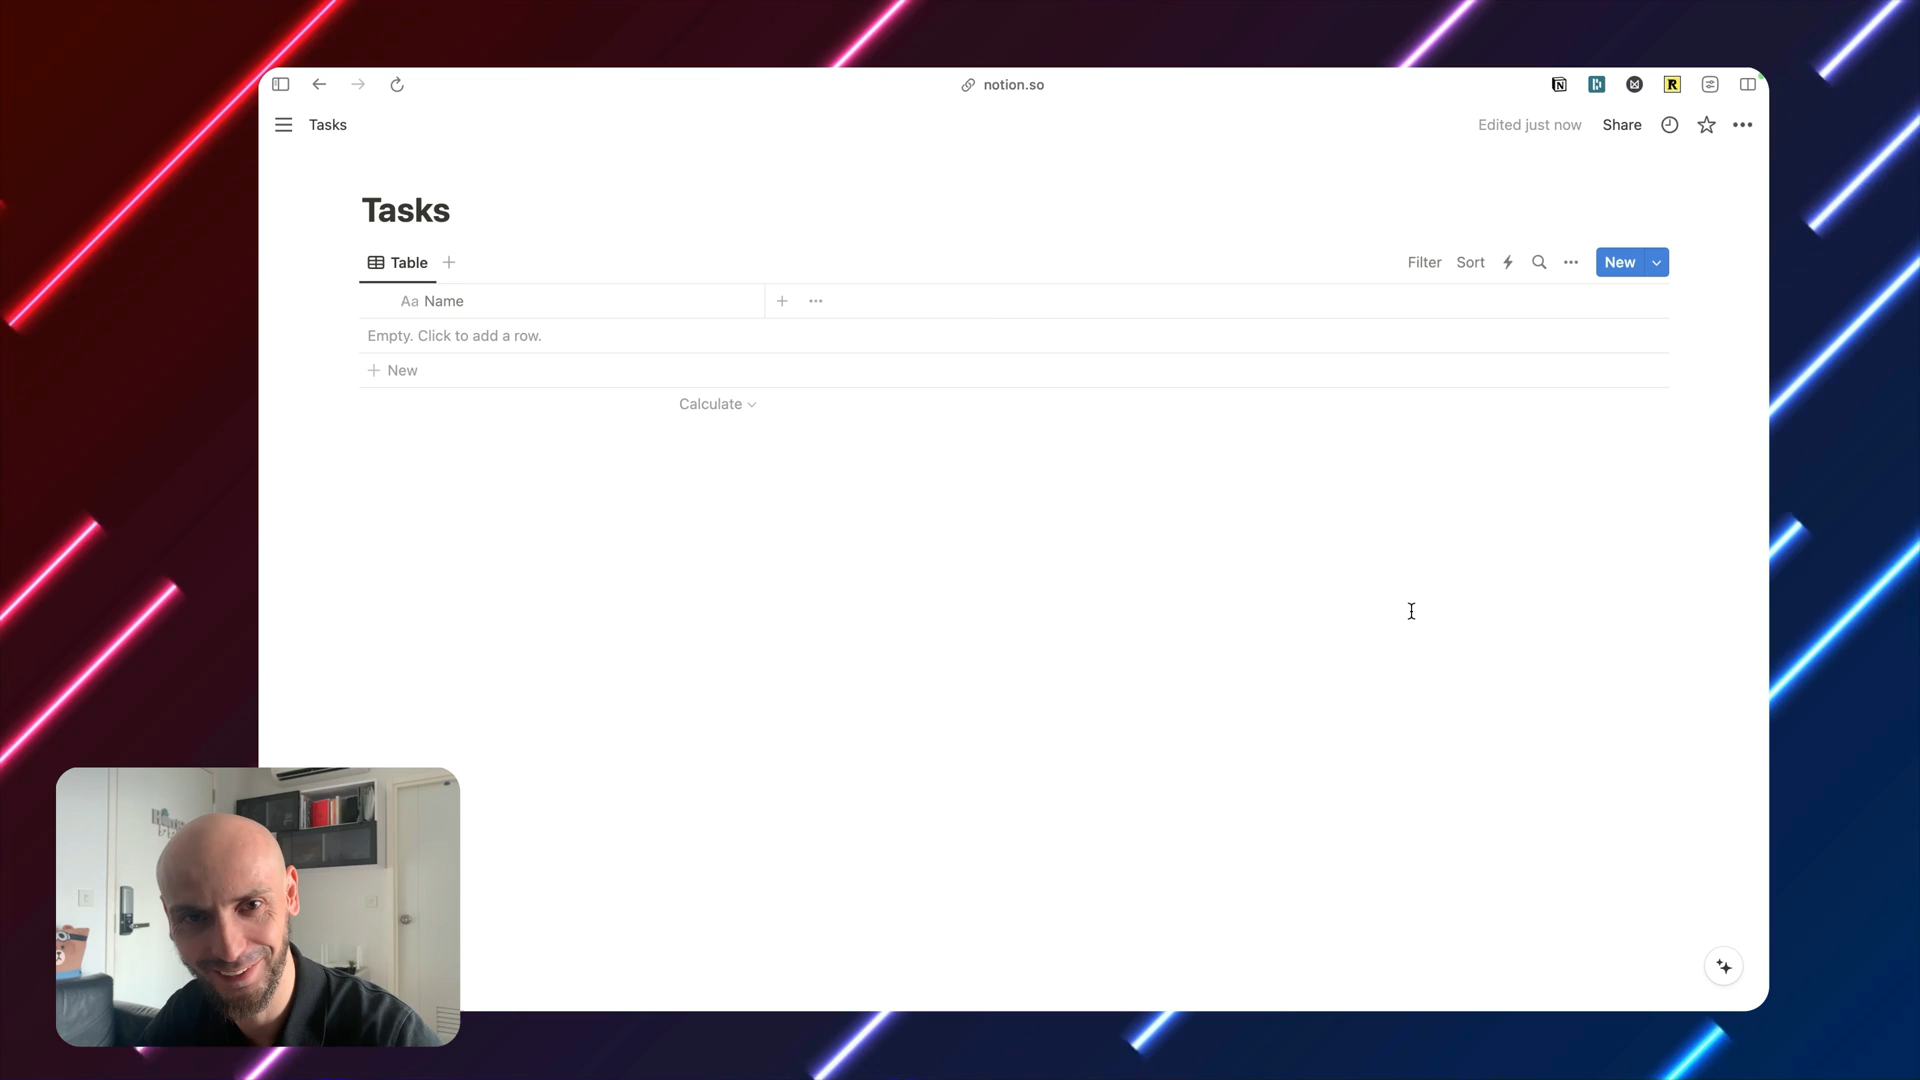 notion.so
Tasks
Edited just now Share
Tasks
Table
Filter Sort New
Aa Name
Empty. Click to add a row.
New
Calculate